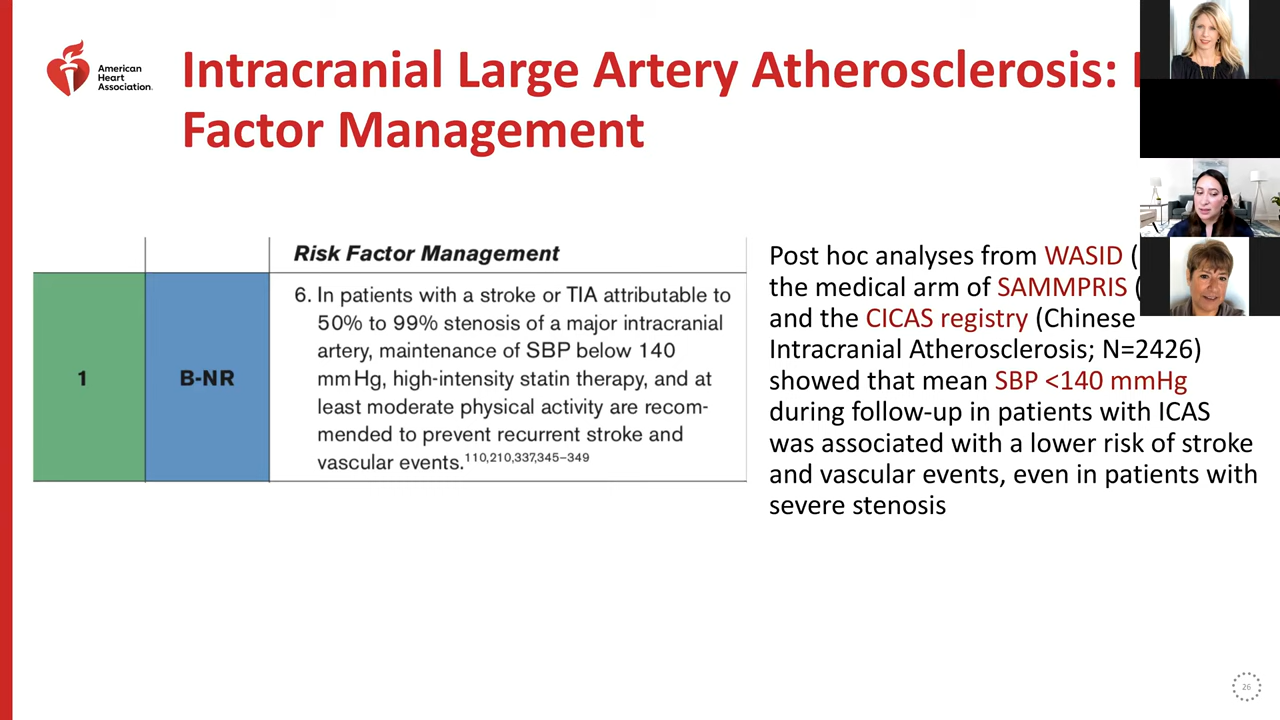 American
Heart
Association.
Intracranial Large Artery Atherosclerosis:
Factor Management
Risk Factor Management
1
B-NR
6. In patients with a stroke or TIA attributable to
50% to 99% stenosis of a major intracranial
artery, maintenance of SBP below 140
mm Hg, high-intensity statin therapy, and at
least moderate physical activity are recom-
mended to prevent recurrent stroke and
vascular events.110,210,337,345–349
Post hoc analyses from WASID (
the medical arm of SAMMPRIS (
and the CICAS registry (Chinese
Intracranial Atherosclerosis; N=2426)
showed that mean SBP <140 mmHg
during follow-up in patients with ICAS
was associated with a lower risk of stroke
and vascular events, even in patients with
severe stenosis
26